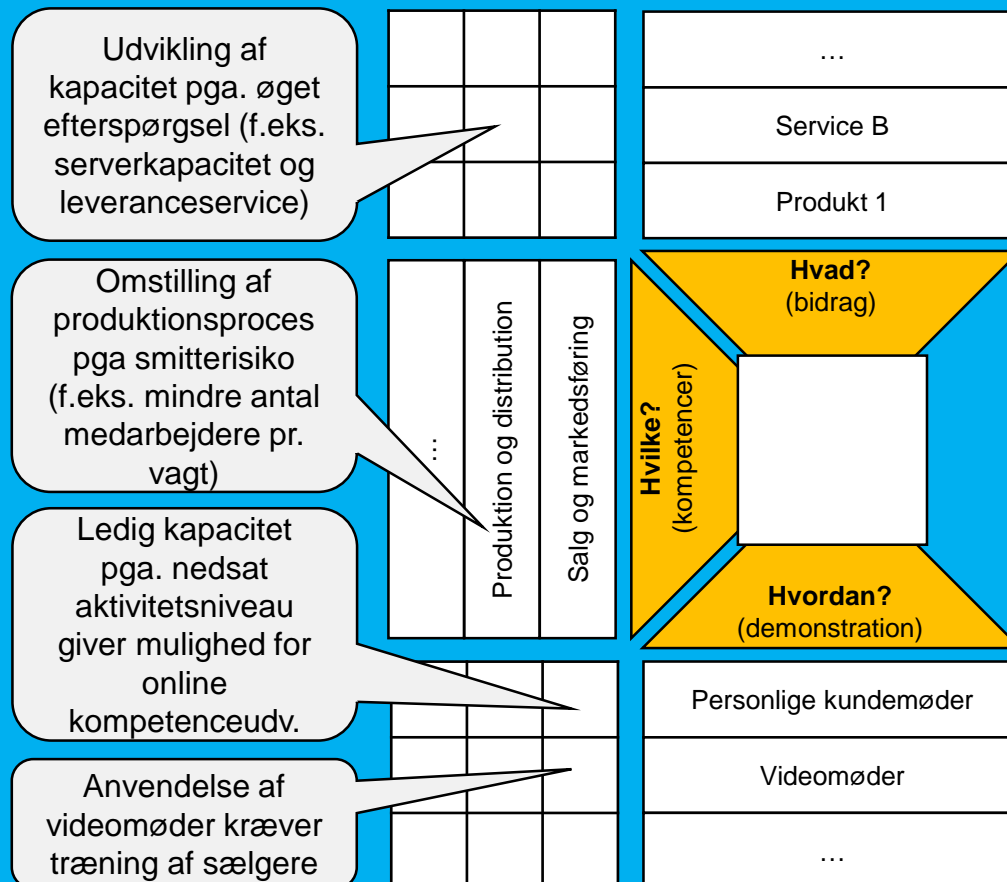 Udvikling af
kapacitet pga. øget
efterspørgsel (f.eks.
serverkapacitet og
leveranceservice)
…
Service B
Produkt 1
Omstilling af
produktionsproces
pga smitterisiko
(f.eks. mindre antal
medarbejdere pr.
vagt)
…
Produktion og distribution
Salg og markedsføring
Hvad?
(bidrag)
Hvilke?
(kompetencer)
Hvordan?
(demonstration)
Ledig kapacitet
pga. nedsat
aktivitetsniveau
giver mulighed for
online
kompetenceudv.
Personlige kundemøder
Videomøder
…
Anvendelse af
videomøder kræver
træning af sælgere